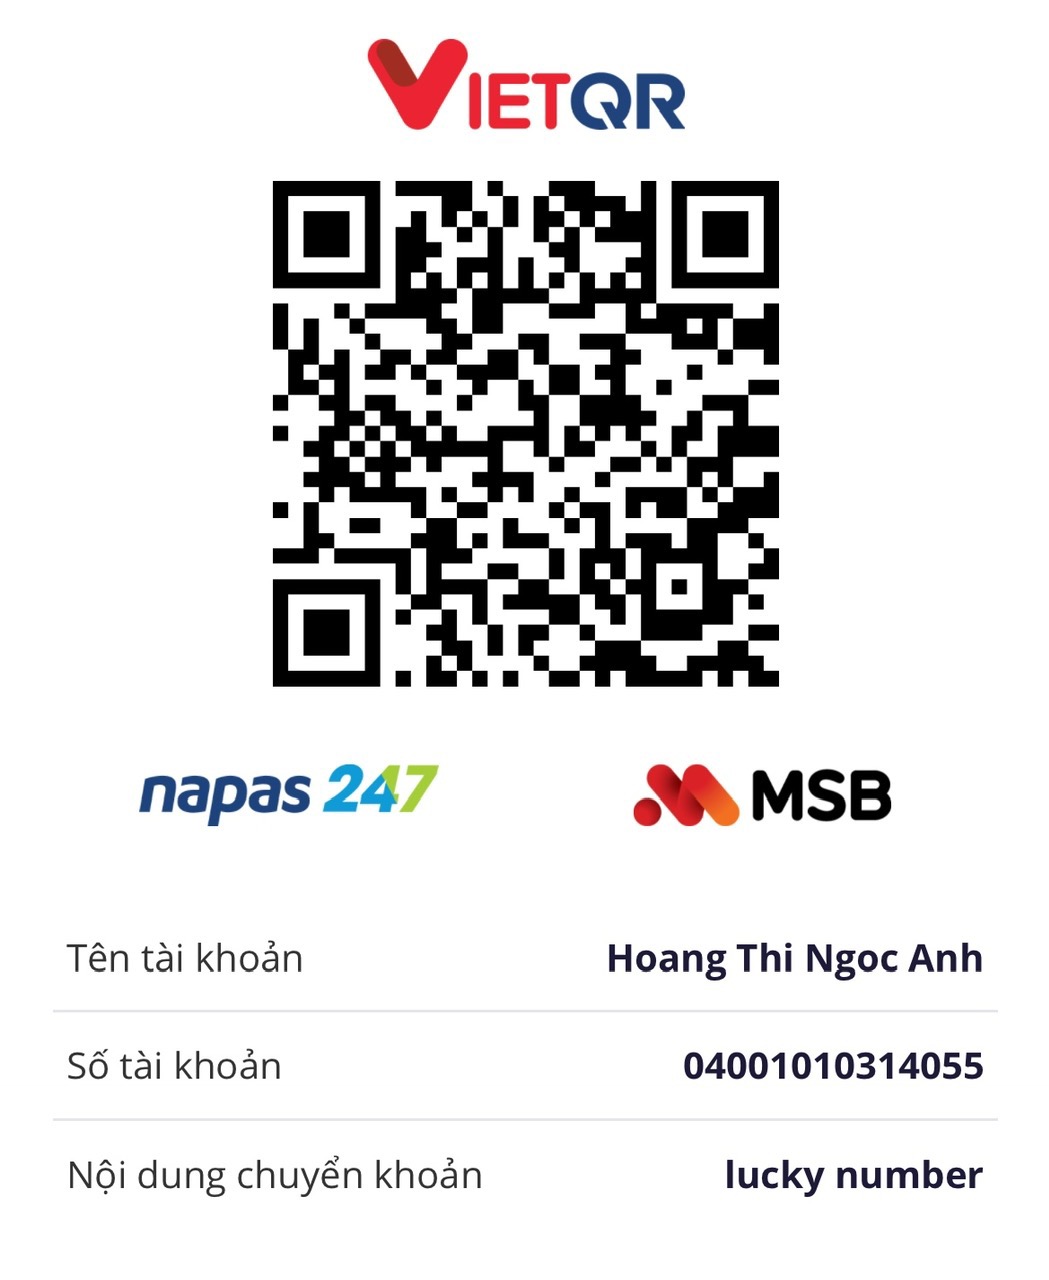 VIETQR
napas 247
MSB
Tên tài khoản Hoang Thi Ngoc Anh
Số tài khoản 04001010314055
Nội dung chuyển khoản lucky number